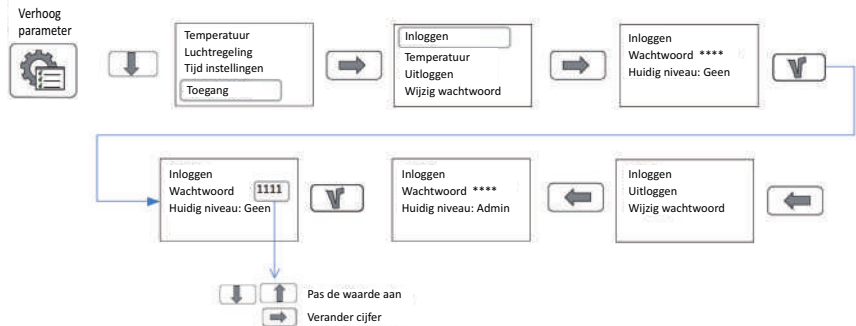 Verhoog
parameter
Temperatuur
Luchtregeling
Tijd instellingen
Toegang
Inloggen
Temperatuur
Uitloggen
Wijzig wachtwoord
Inloggen
Wachtwoord ****
Huidig niveau: Geen
Inloggen
Wachtwoord 1111
Huidig niveau: Geen
Inloggen
Wachtwoord ****
Huidig niveau: Admin
Inloggen
Uitloggen
Wijzig wachtwoord
Pas de waarde aan
Verander cijfer